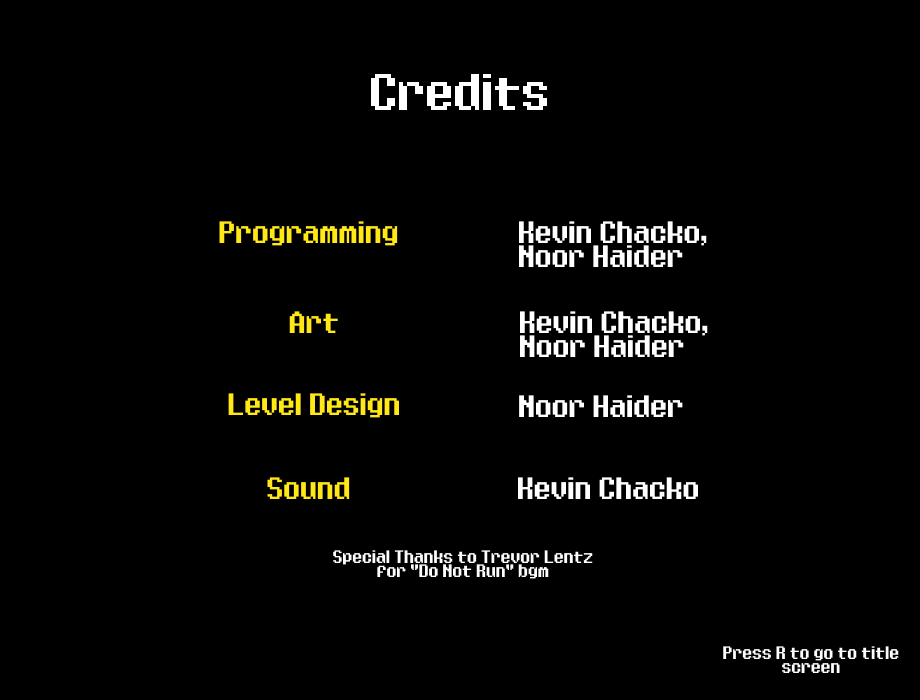 Credits
Programming
Kevin Chacko,
Noor Haider
Art
Kevin Chacko,
Noor Haider
Level Design
Noor Haider
Sound
Kevin Chacko
Special Thanks to Trevor Lentz
for "Do Not Run" bgm
Press R to go to title
screen